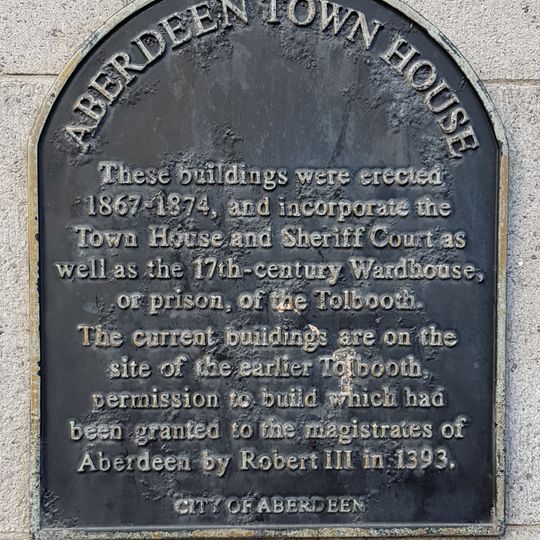 ABERDEEN TOWN HOUSE
These buildings were erected
1867-1874, and incorporate the
Town House and Sheriff Court as
well as the 17th-century Wardhouse,
or prison, of the Tolbooth.
The current buildings are on the
site of the earlier Tolbooth,
permission to build which had
been granted to the magistrates of
Aberdeen by Robert III in 1393.
CITY OF ABERDEEN